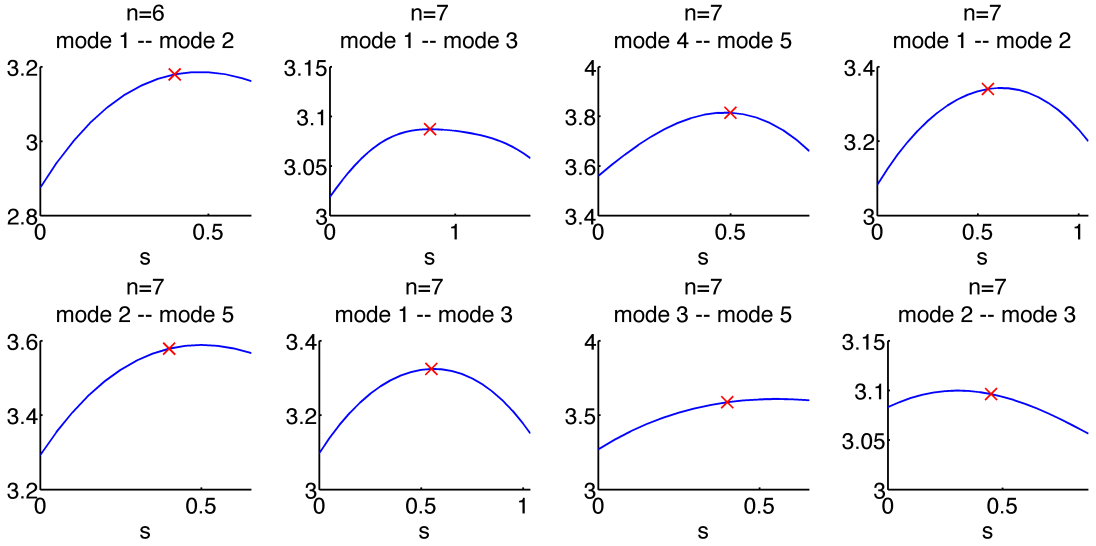 n=6
mode 1 -- mode 2
3.2
3
2.8
0
0.5
s
n=7
mode 1 -- mode 3
3.15
3.1
3.05
3
0
1
s
n=7
mode 4 -- mode 5
4
3.8
3.6
3.4
0
0.5
s
n=7
mode 1 -- mode 2
3.4
3.2
3
0
0.5
1
s
n=7
mode 2 -- mode 5
3.6
3.4
3.2
0
0.5
s
n=7
mode 1 -- mode 3
3.4
3.2
3
0
0.5
1
s
n=7
mode 3 -- mode 5
4
3.5
3
0
0.5
s
n=7
mode 2 -- mode 3
3.15
3.1
3.05
3
0
0.5
s